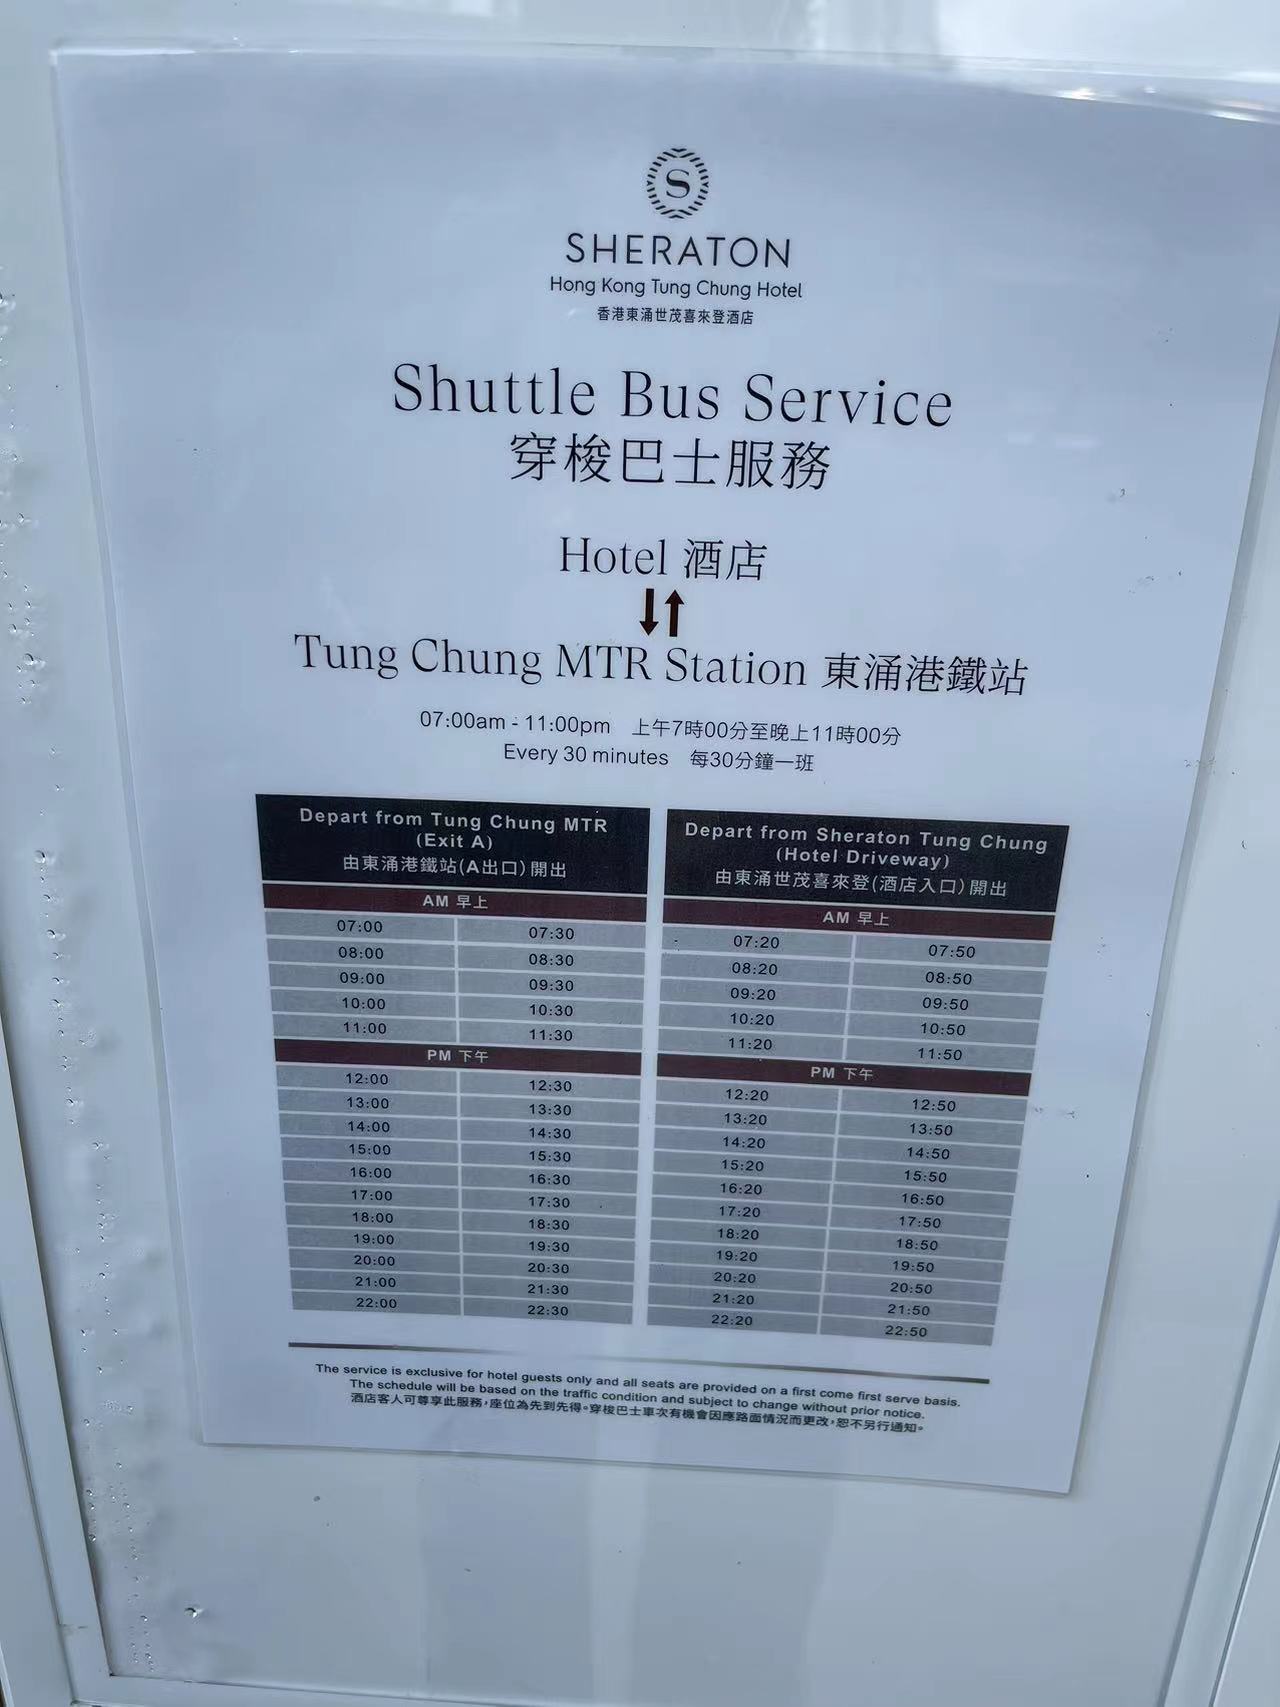 S
SHERATON
Hong Kong Tung Chung Hotel
香港東涌世茂喜來登酒店
Shuttle Bus Service
穿梭巴士服務
Hotel 酒店
Tung Chung MTR Station 東涌港鐵站
07:00am - 11:00pm 上午7時00分至晚上11時00分
Every 30 minutes 每30分鐘一班
Depart from Tung Chung MTR
(Exit A)
由東涌港鐵站(A出口)開出
AM 早上
07:00 07:30
08:00 08:30
09:00 09:30
10:00 10:30
11:00 11:30
PM 下午
12:00 12:30
13:00 13:30
14:00 14:30
15:00 15:30
16:00 16:30
17:00 17:30
18:00 18:30
19:00 19:30
20:00 20:30
21:00 21:30
22:00 22:30
Depart from Sheraton Tung Chung
(Hotel Driveway)
由東涌世茂喜來登(酒店入口)開出
AM 早上
07:20 07:50
08:20 08:50
09:20 09:50
10:20 10:50
11:20 11:50
PM 下午
12:20 12:50
13:20 13:50
14:20 14:50
15:20 15:50
16:20 16:50
17:20 17:50
18:20 18:50
19:20 19:50
20:20 20:50
21:20 21:50
22:20 22:50
The service is exclusive for hotel guests only and all seats are provided on a first come first serve basis.
The schedule will be based on the traffic condition and subject to change without prior notice.
酒店客人可尊享此服務，座位為先到先得。穿梭巴士車次有機會因應路面情況而更改，恕不另行通知。